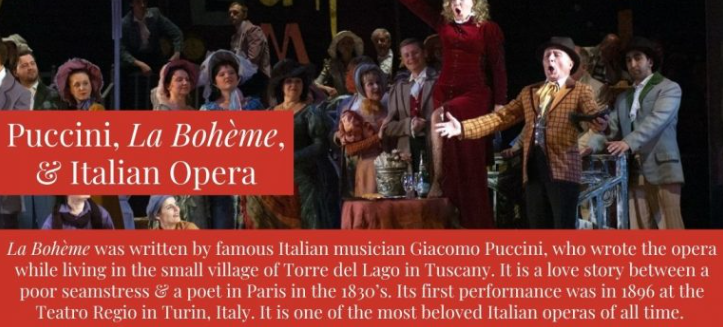 Puccini, La Bohème,
& Italian Opera
La Bohème was written by famous Italian musician Giacomo Puccini, who wrote the opera
while living in the small village of Torre del Lago in Tuscany. It is a love story between a
poor seamstress & a poet in Paris in the 1830's. Its first performance was in 1896 at the
Teatro Regio in Turin, Italy. It is one of the most beloved Italian operas of all time.